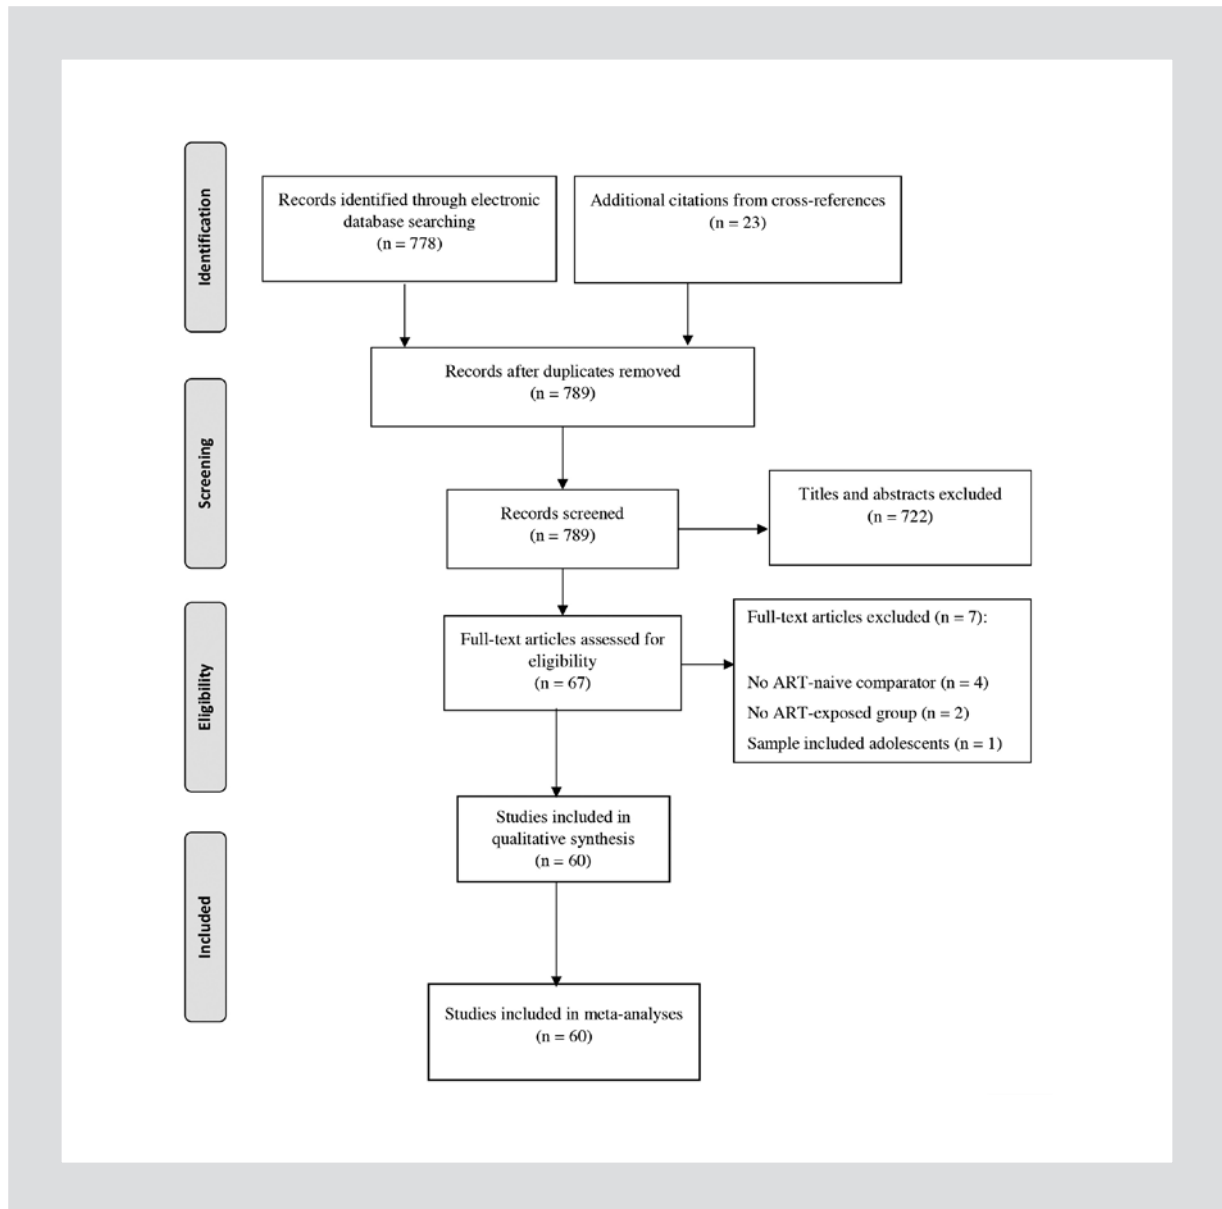 Identification
Records identified through electronic
database searching
(n = 778)
Additional citations from cross-references
(n = 23)
Records after duplicates removed
(n = 789)
Screening
Records screened
(n = 789)
Titles and abstracts excluded
(n = 722)
Eligibility
Full-text articles assessed for
eligibility
(n = 67)
Full-text articles excluded (n = 7):
No ART-naive comparator (n = 4)
No ART-exposed group (n = 2)
Sample included adolescents (n = 1)
Studies included in
qualitative synthesis
(n = 60)
Included
Studies included in meta-analyses
(n = 60)